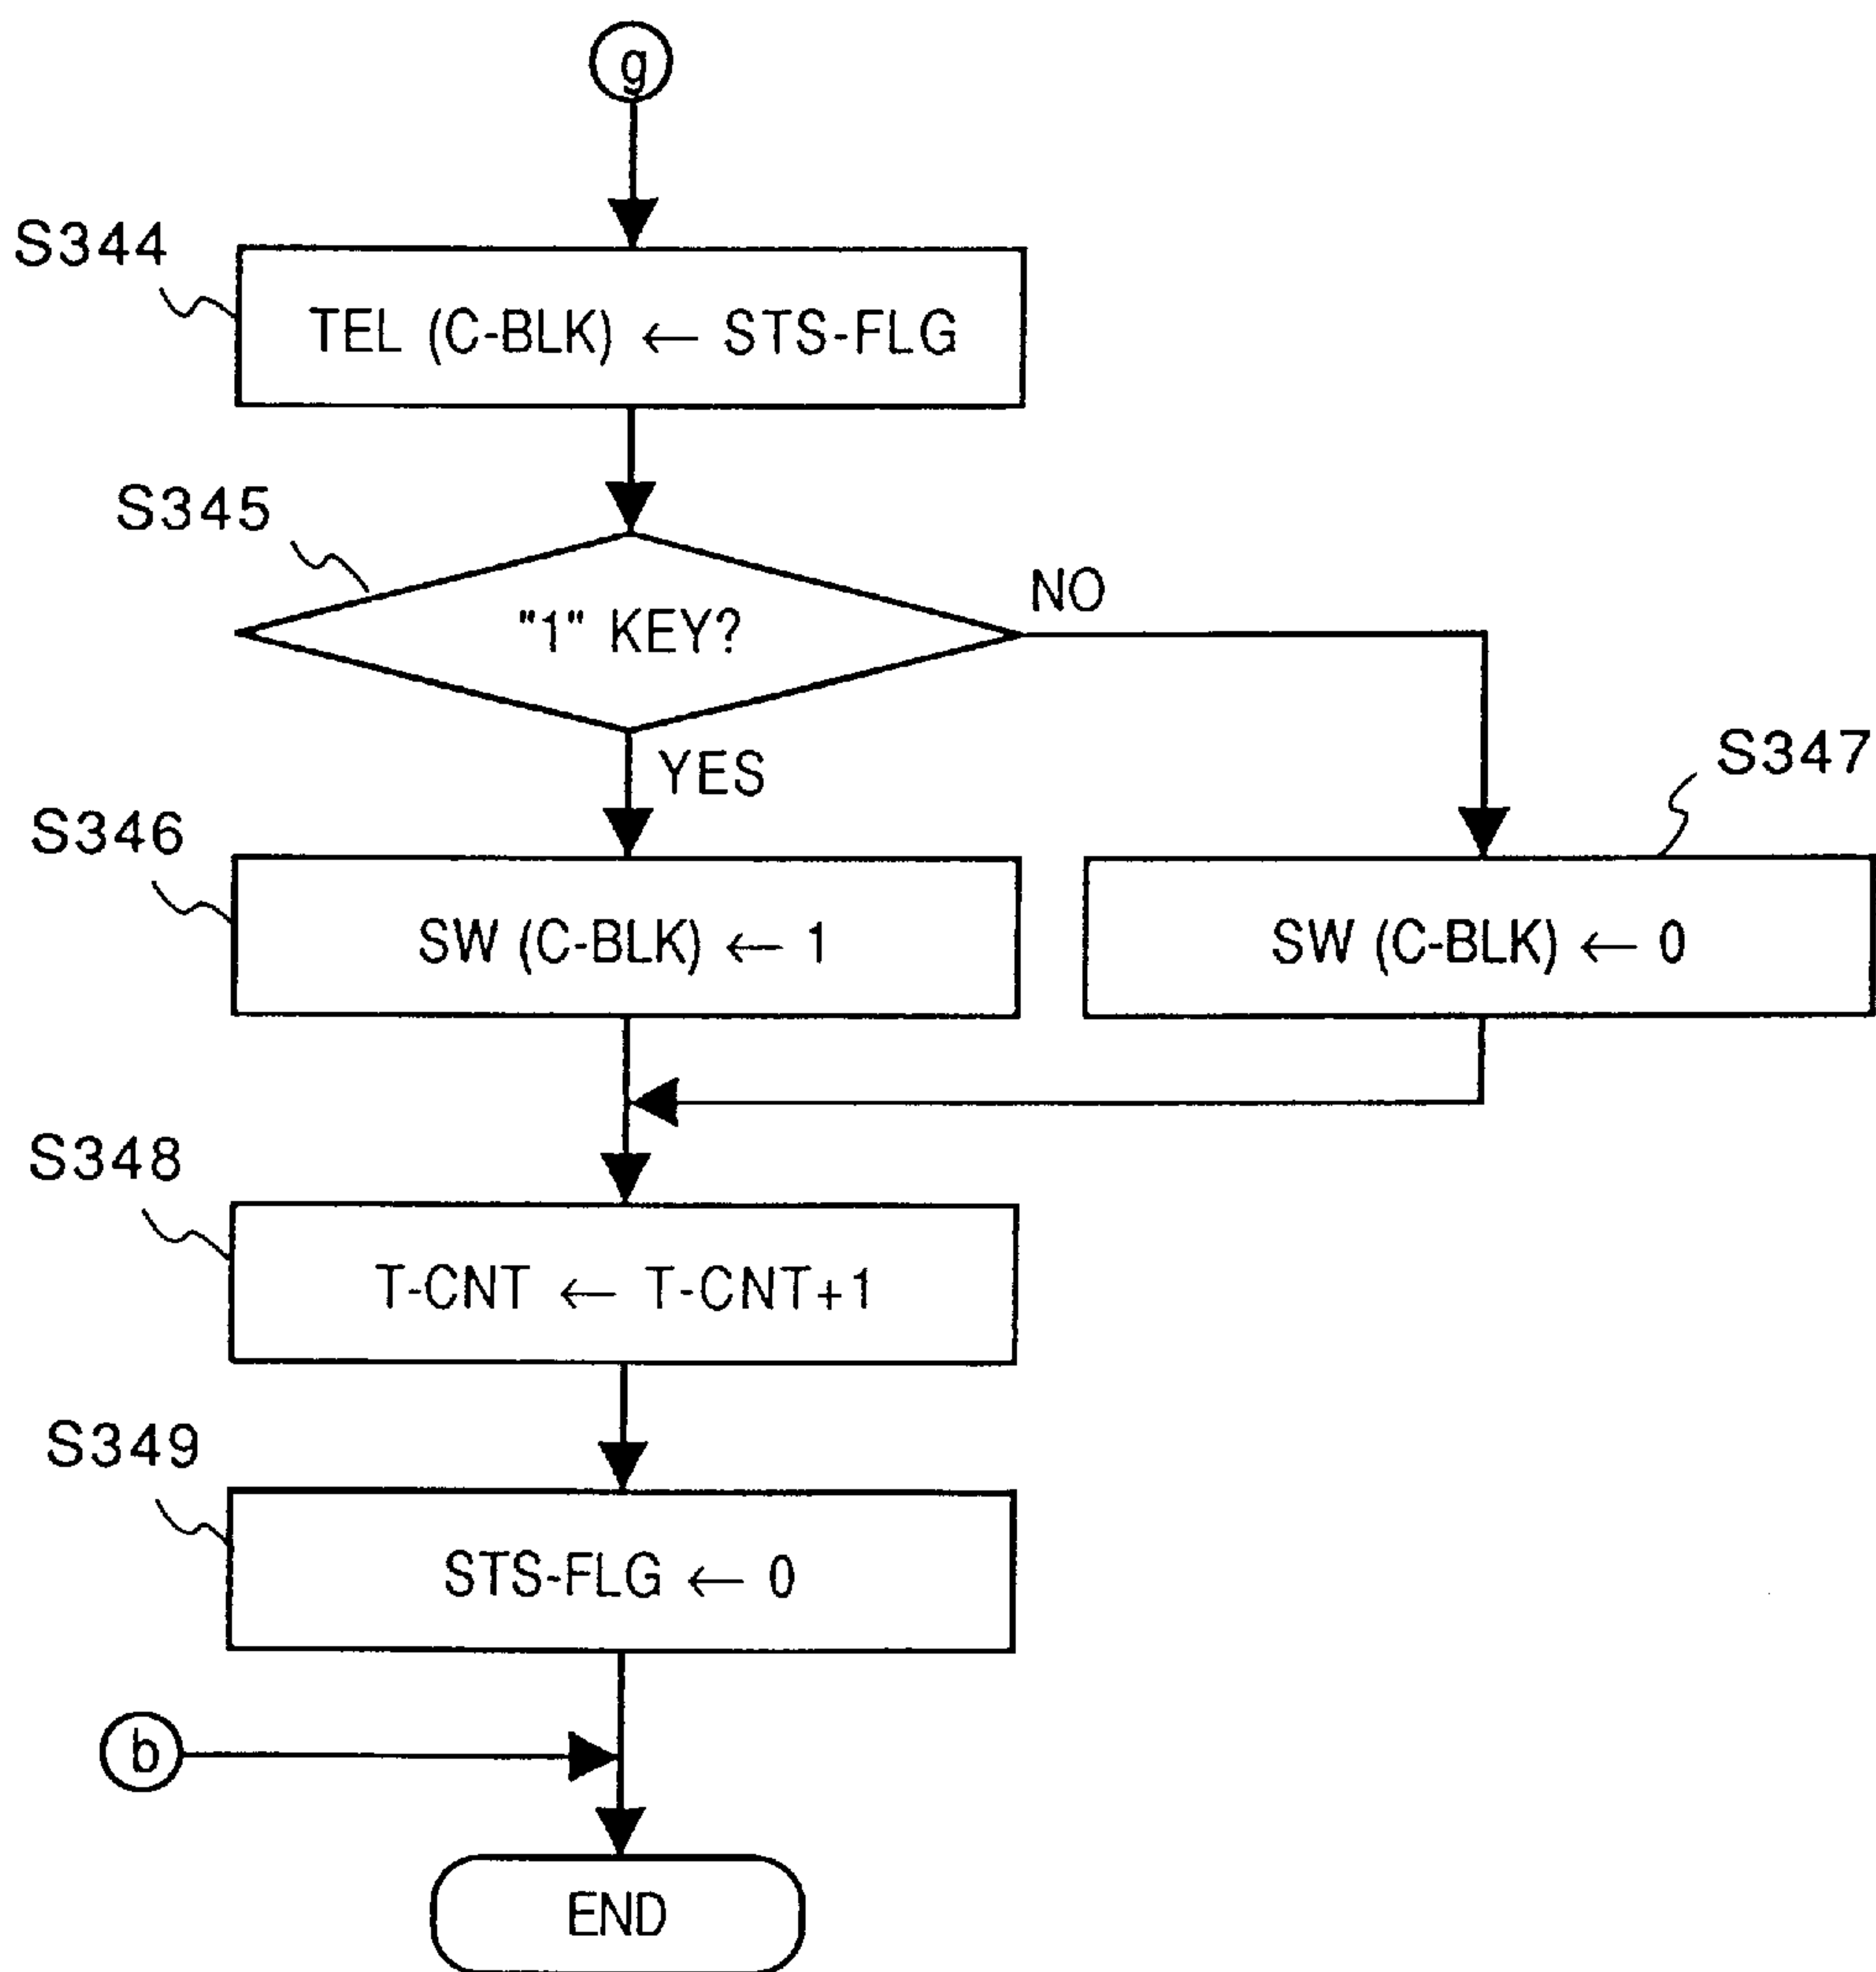 g
S344
TEL (C-BLK) ← STS-FLG
S345
"1" KEY?
NO
YES
S347
S346
SW (C-BLK) ← 1
SW (C-BLK) ← 0
S348
T-CNT ← T-CNT+1
S349
STS-FLG ← 0
b
END